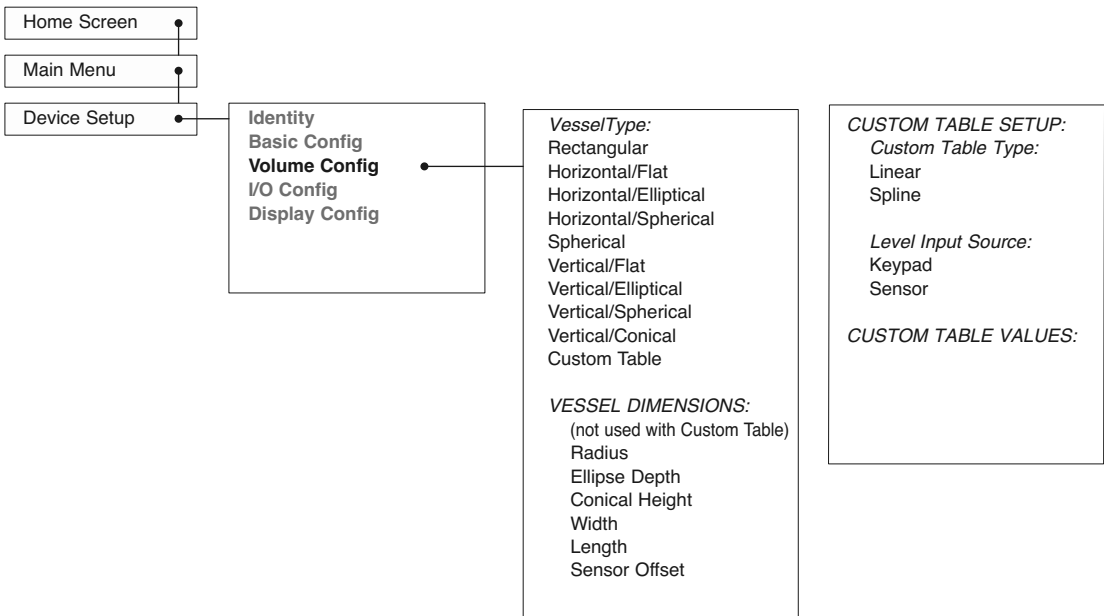 Home Screen
Main Menu
Device Setup
Identity
Basic Config
Volume Config
I/O Config
Display Config
VesselType:
Rectangular
Horizontal/Flat
Horizontal/Elliptical
Horizontal/Spherical
Spherical
Vertical/Flat
Vertical/Elliptical
Vertical/Spherical
Vertical/Conical
Custom Table
VESSEL DIMENSIONS:
(not used with Custom Table)
Radius
Ellipse Depth
Conical Height
Width
Length
Sensor Offset
CUSTOM TABLE SETUP:
Custom Table Type:
Linear
Spline
Level Input Source:
Keypad
Sensor
CUSTOM TABLE VALUES: